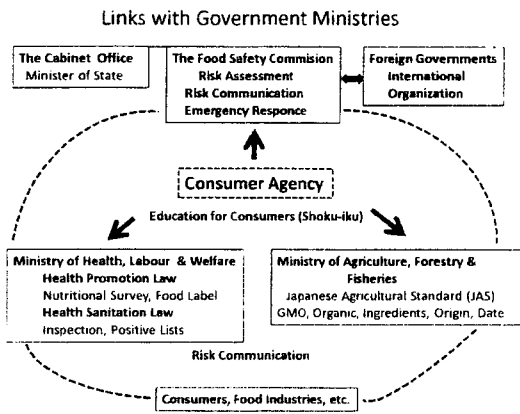 Links with Government Ministries
The Cabinet Office
Minister of State
The Food Safety Commision
Risk Assessment
Risk Communication
Emergency Responce
Foreign Governments
International
Organization
Consumer Agency
Education for Consumers (Shoku-iku)
Ministry of Health, Labour & Welfare
Health Promotion Law
Nutritional Survey, Food Label
Health Sanitation Law
Inspection, Positive Lists
Ministry of Agriculture, Forestry &
Fisheries
Japanese Agricultural Standard (JAS)
GMO, Organic, Ingredients, Origin, Date
Risk Communication
Consumers, Food Industries, etc.